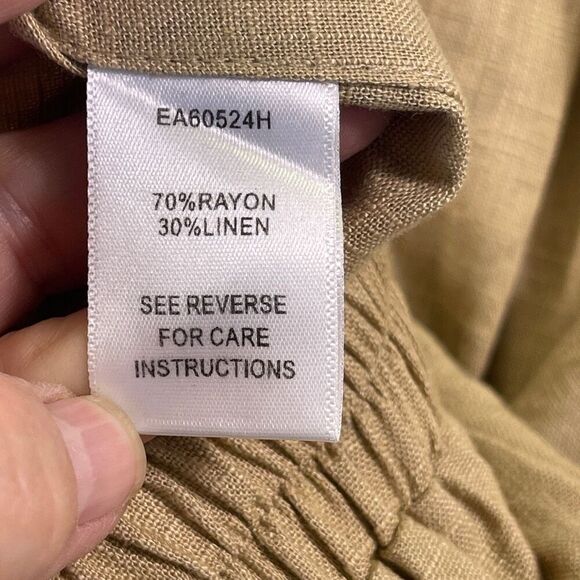 EA60524H
70%RAYON
30%LINEN
SEE REVERSE
FOR CARE
INSTRUCTIONS